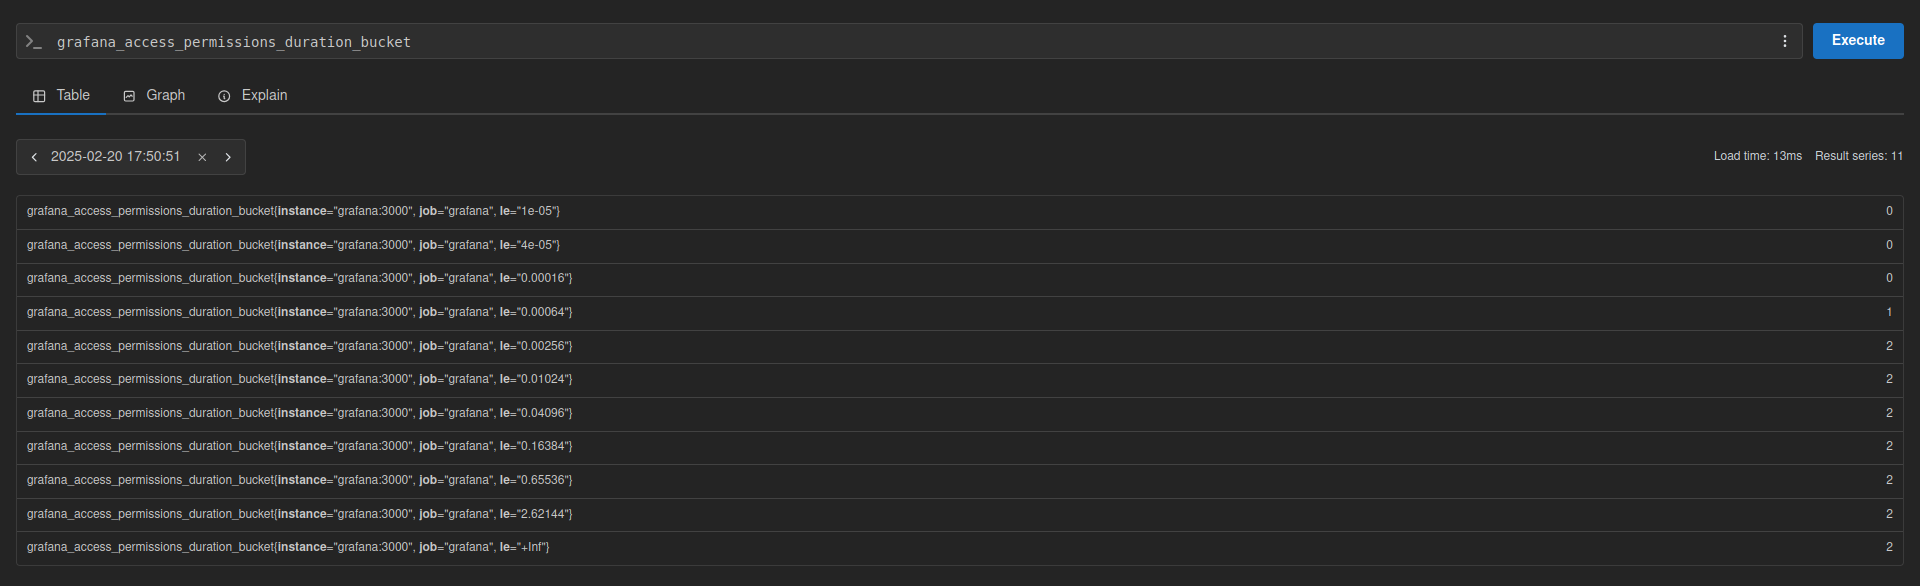 grafana_access_permissions_duration_bucket
Execute
Table Graph Explain
2025-02-20 17:50:51
Load time: 13ms Result series: 11
grafana_access_permissions_duration_bucket{instance="grafana:3000", job="grafana", le="1e-05"} 0
grafana_access_permissions_duration_bucket{instance="grafana:3000", job="grafana", le="4e-05"} 0
grafana_access_permissions_duration_bucket{instance="grafana:3000", job="grafana", le="0.00016"} 0
grafana_access_permissions_duration_bucket{instance="grafana:3000", job="grafana", le="0.00064"} 1
grafana_access_permissions_duration_bucket{instance="grafana:3000", job="grafana", le="0.00256"} 2
grafana_access_permissions_duration_bucket{instance="grafana:3000", job="grafana", le="0.01024"} 2
grafana_access_permissions_duration_bucket{instance="grafana:3000", job="grafana", le="0.04096"} 2
grafana_access_permissions_duration_bucket{instance="grafana:3000", job="grafana", le="0.16384"} 2
grafana_access_permissions_duration_bucket{instance="grafana:3000", job="grafana", le="0.65536"} 2
grafana_access_permissions_duration_bucket{instance="grafana:3000", job="grafana", le="2.62144"} 2
grafana_access_permissions_duration_bucket{instance="grafana:3000", job="grafana", le="+Inf"} 2